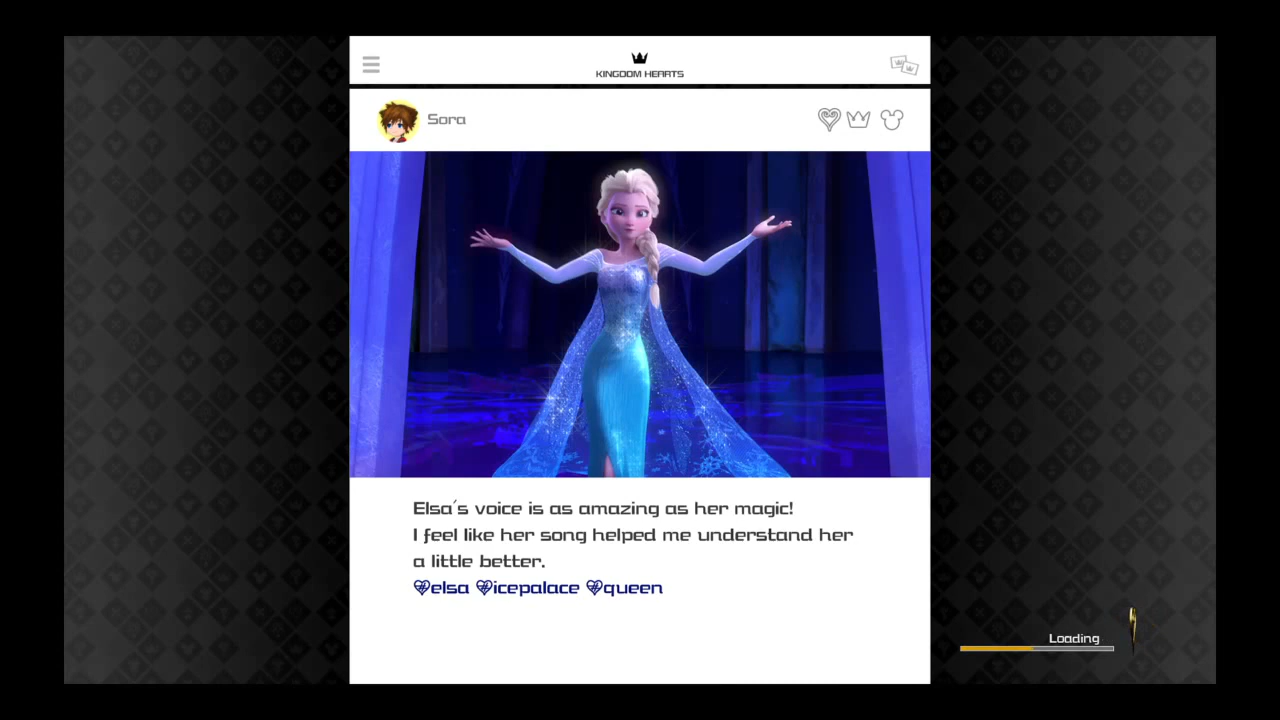 KINGDOM HEARTS
Sora
Elsa's voice is as amazing as her magic!
I feel like her song helped me understand her
a little better.
#elsa #icepalace #queen
Loading